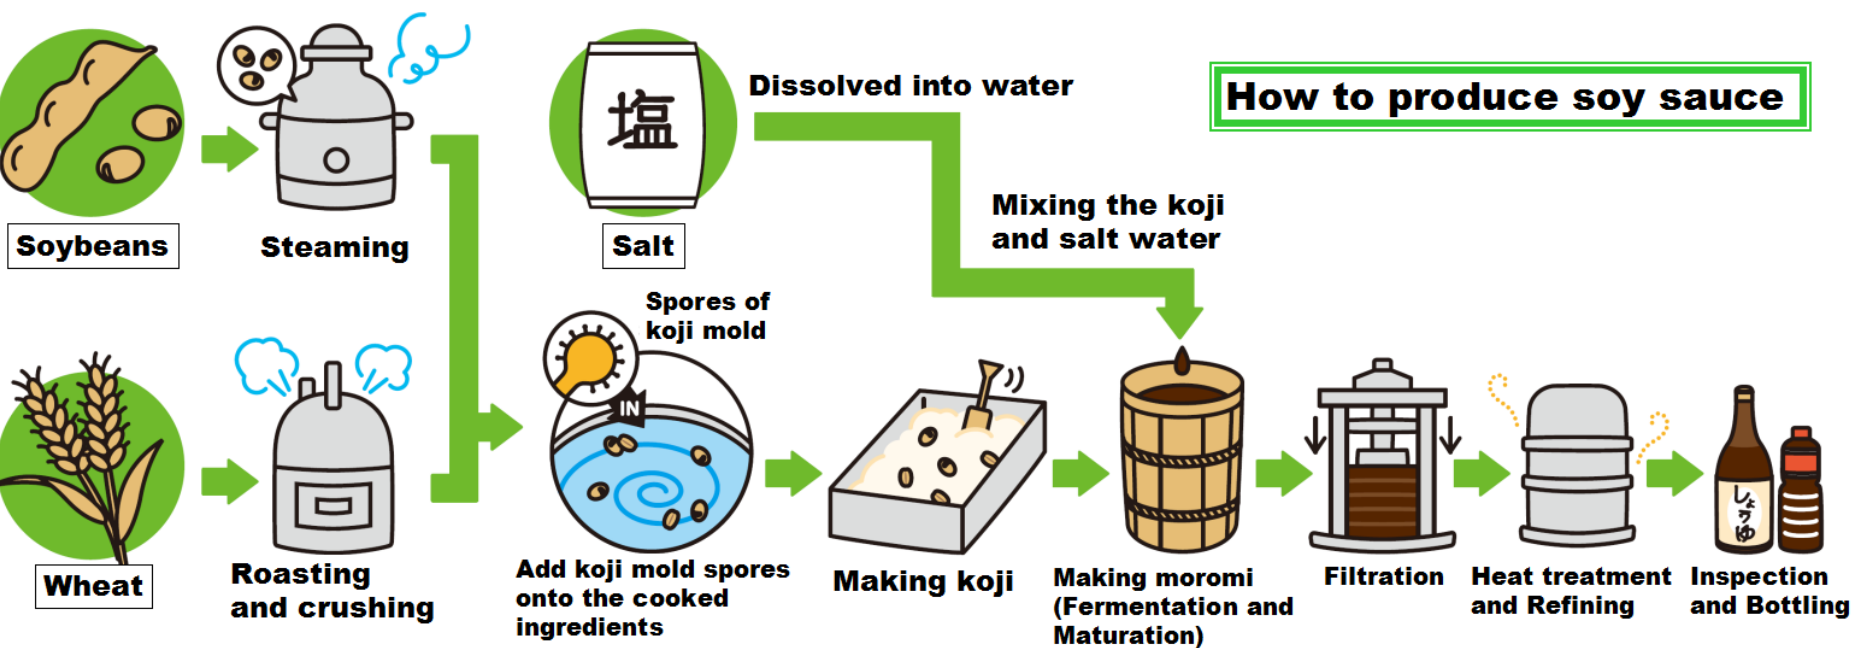 How to produce soy sauce
Soybeans
Steaming
塩
Salt
Dissolved into water
Mixing the koji
and salt water
Wheat
Roasting
and crushing
Spores of
koji mold
IN
Add koji mold spores
onto the cooked
ingredients
Making koji
Making moromi
(Fermentation and
Maturation)
Filtration
Heat treatment
and Refining
しょうゆ
Inspection
and Bottling